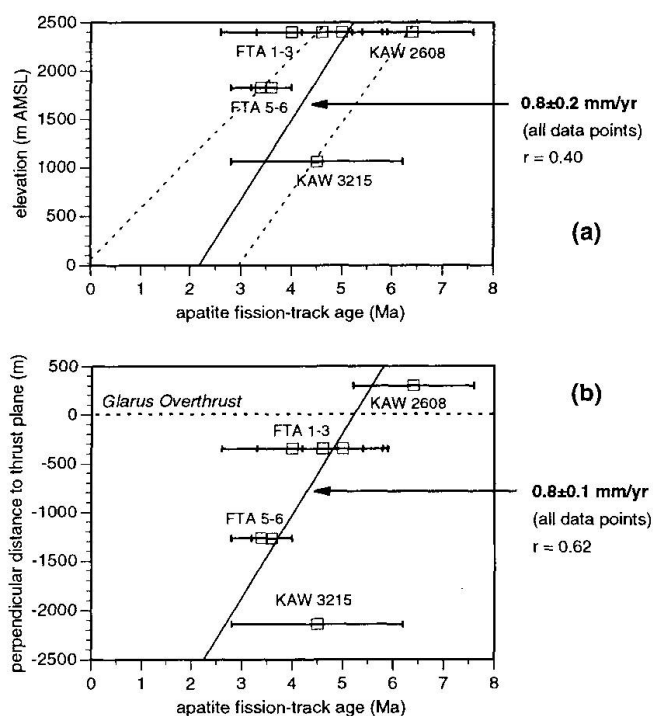 (a)
elevation (m AMSL)
2500
2000
1500
1000
500
0
FTA 1-3
KAW 2608
FTA 5-6
KAW 3215
0.8±0.2 mm/yr
(all data points)
r = 0.40
0 1 2 3 4 5 6 7 8
apatite fission-track age (Ma)
(b)
perpendicular distance to thrust plane (m)
500
0
-500
-1000
-1500
-2000
-2500
Glarus Overthrust
KAW 2608
FTA 1-3
FTA 5-6
KAW 3215
0.8±0.1 mm/yr
(all data points)
r = 0.62
0 1 2 3 4 5 6 7 8
apatite fission-track age (Ma)